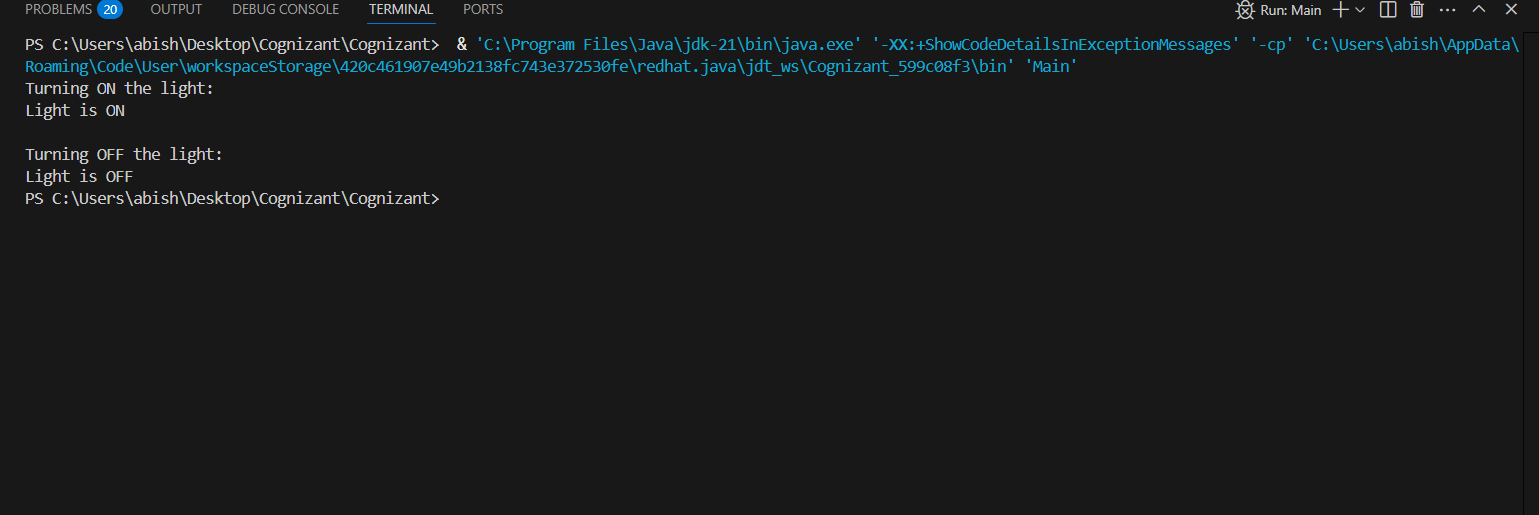 PROBLEMS 20 OUTPUT DEBUG CONSOLE TERMINAL PORTS Run: Main
PS C:\Users\abish\Desktop\Cognizant\Cognizant> & 'C:\Program Files\Java\jdk-21\bin\java.exe' '-XX:+ShowCodeDetailsInExceptionMessages' '-cp' 'C:\Users\abish\AppData\
Roaming\Code\User\workspaceStorage\420c461907e49b2138fc743e372530fe\redhat.java\jdt_ws\Cognizant_599c08f3\bin' 'Main'
Turning ON the light:
Light is ON
Turning OFF the light:
Light is OFF
PS C:\Users\abish\Desktop\Cognizant\Cognizant>